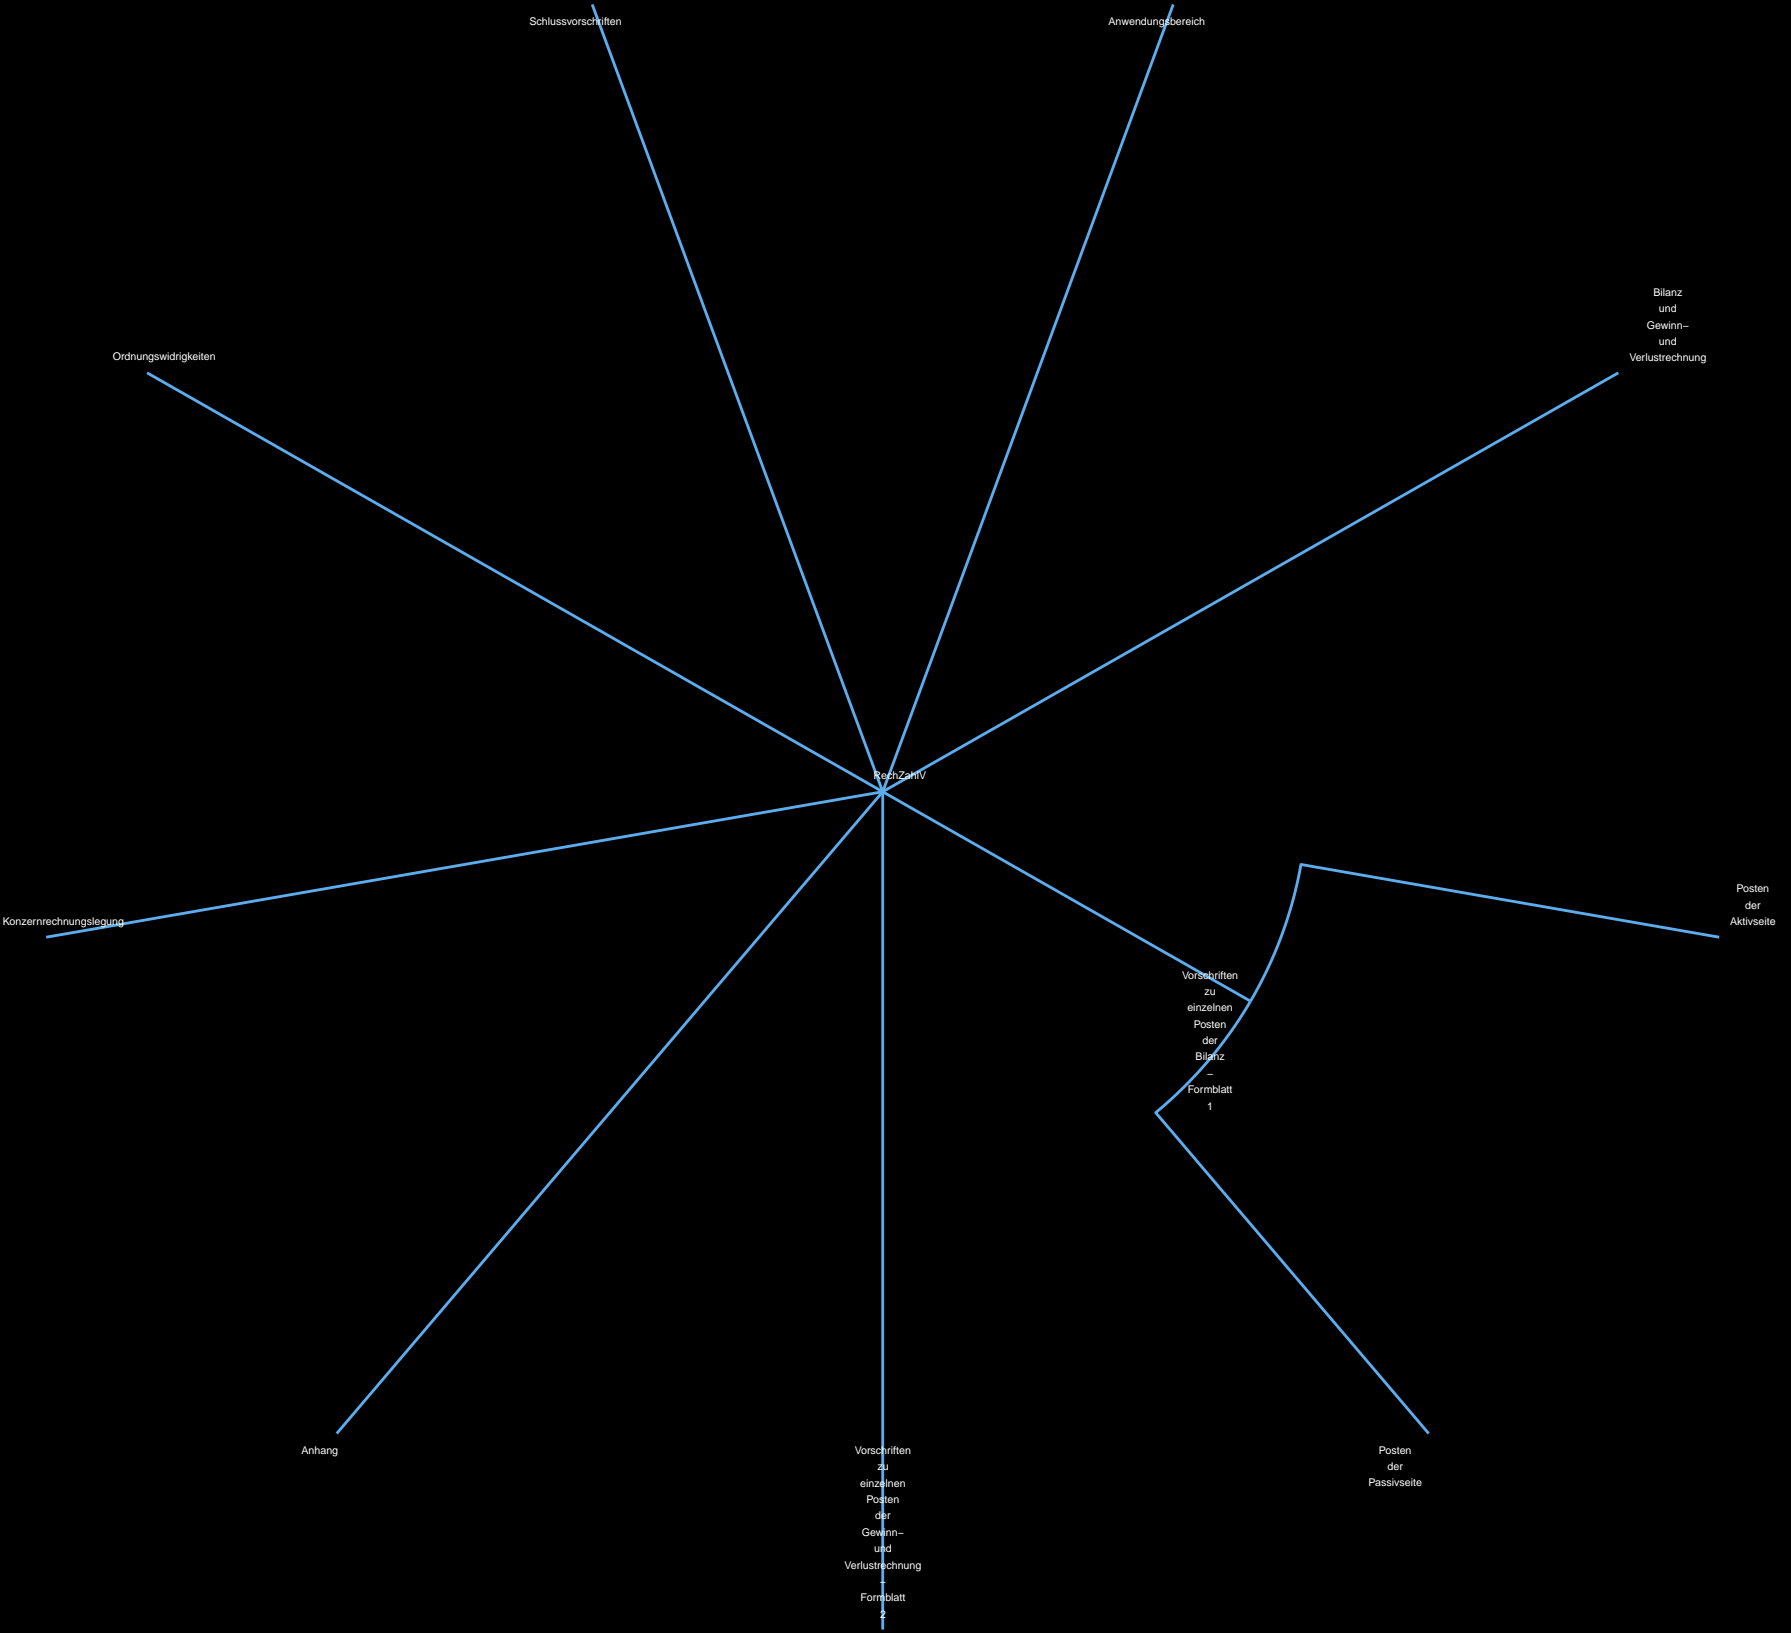 Schlussvorschriften
Anwendungsbereich
Bilanz
und
Gewinn–
und
Verlustrechnung
Ordnungswidrigkeiten
RechZahlV
Posten
der
Aktivseite
Konzernrechnungslegung
Vorschriften
zu
einzelnen
Posten
der
Bilanz
–
Formblatt
1
Anhang
Vorschriften
zu
einzelnen
Posten
der
Gewinn–
und
Verlustrechnung
–
Formblatt
2
Posten
der
Passivseite